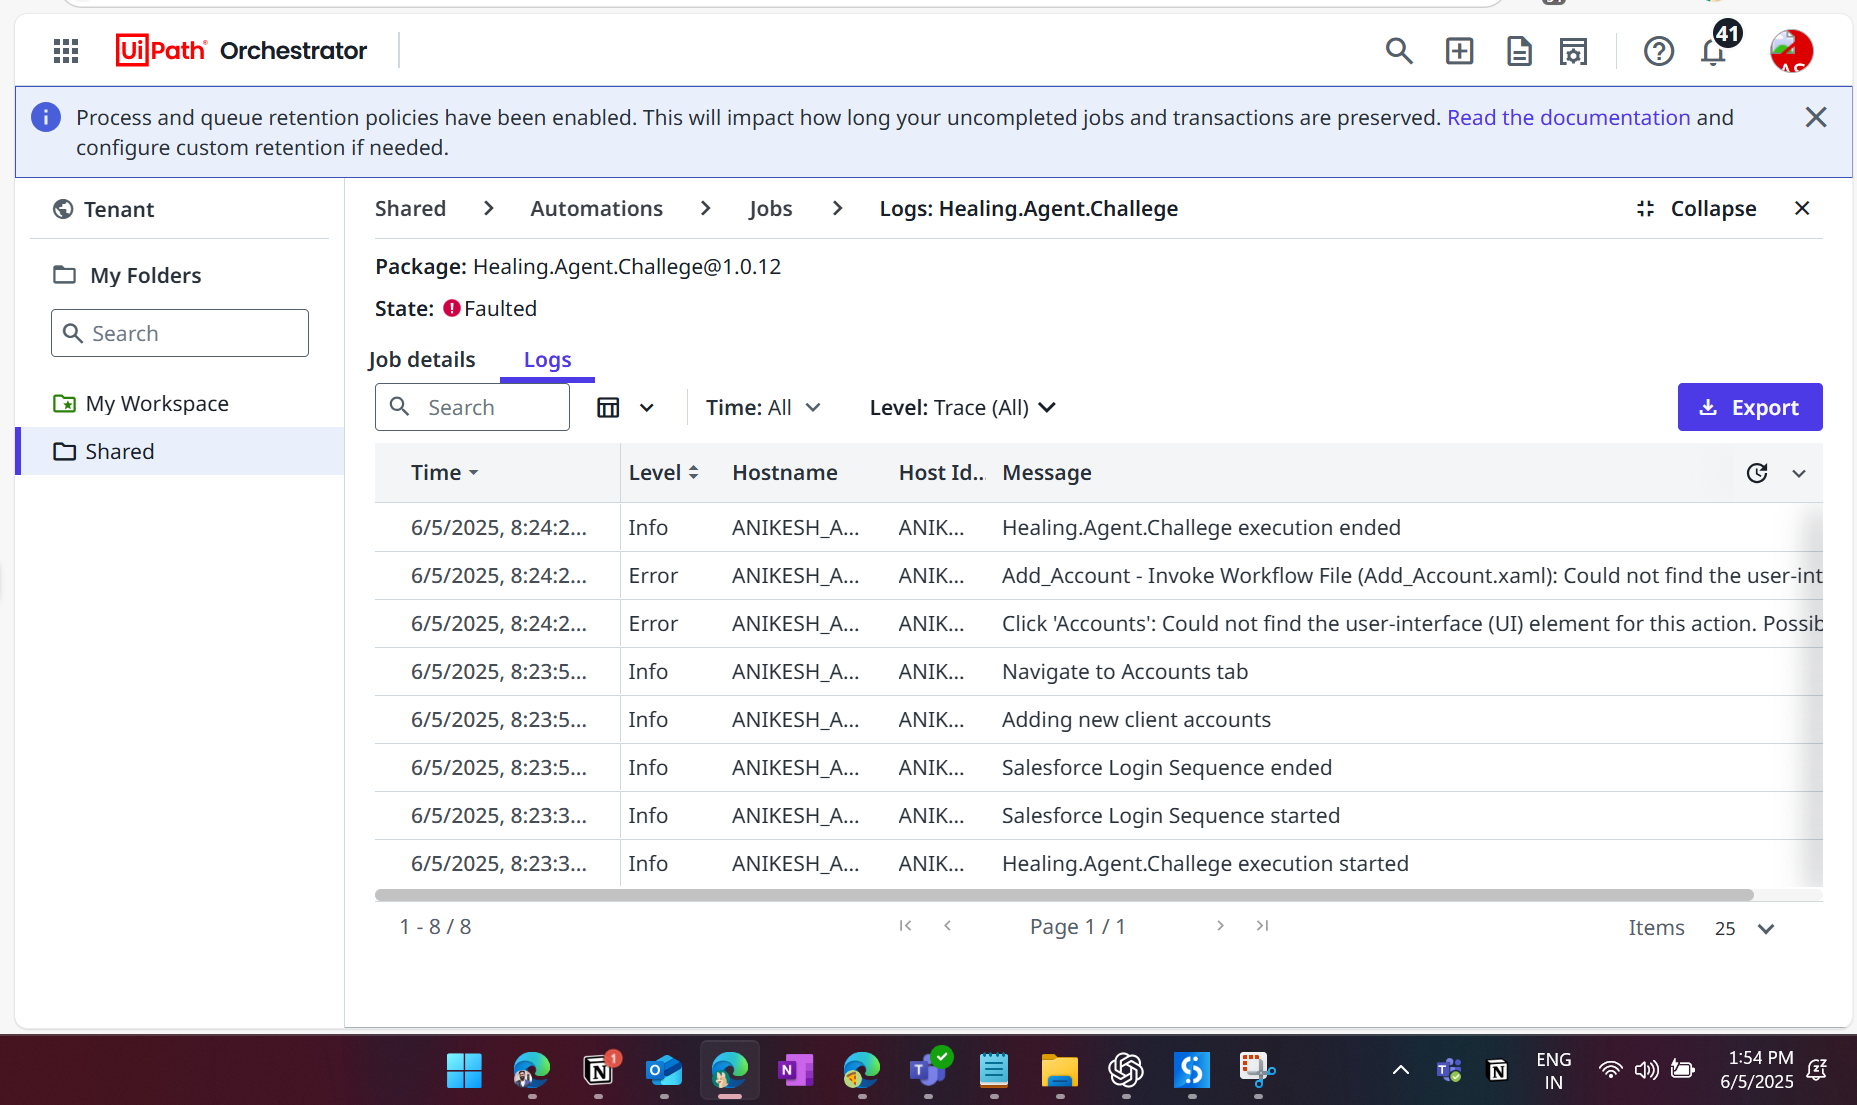 UiPath Orchestrator
41
Process and queue retention policies have been enabled. This will impact how long your uncompleted jobs and transactions are preserved. Read the documentation and
configure custom retention if needed.
Tenant
My Folders
Search
My Workspace
Shared
Shared > Automations > Jobs > Logs: Healing.Agent.Challege
Collapse
Package: Healing.Agent.Challege@1.0.12
State: Faulted
Job details Logs
Search Time: All Level: Trace (All) Export
Time Level Hostname Host Id... Message
6/5/2025, 8:24:2... Info ANIKESH_A... ANIK... Healing.Agent.Challege execution ended
6/5/2025, 8:24:2... Error ANIKESH_A... ANIK... Add_Account - Invoke Workflow File (Add_Account.xaml): Could not find the user-int
6/5/2025, 8:24:2... Error ANIKESH_A... ANIK... Click 'Accounts': Could not find the user-interface (UI) element for this action. Possib
6/5/2025, 8:23:5... Info ANIKESH_A... ANIK... Navigate to Accounts tab
6/5/2025, 8:23:5... Info ANIKESH_A... ANIK... Adding new client accounts
6/5/2025, 8:23:5... Info ANIKESH_A... ANIK... Salesforce Login Sequence ended
6/5/2025, 8:23:3... Info ANIKESH_A... ANIK... Salesforce Login Sequence started
6/5/2025, 8:23:3... Info ANIKESH_A... ANIK... Healing.Agent.Challege execution started
1 - 8 / 8 Page 1 / 1 Items 25
1
ENG
IN
1:54 PM
6/5/2025